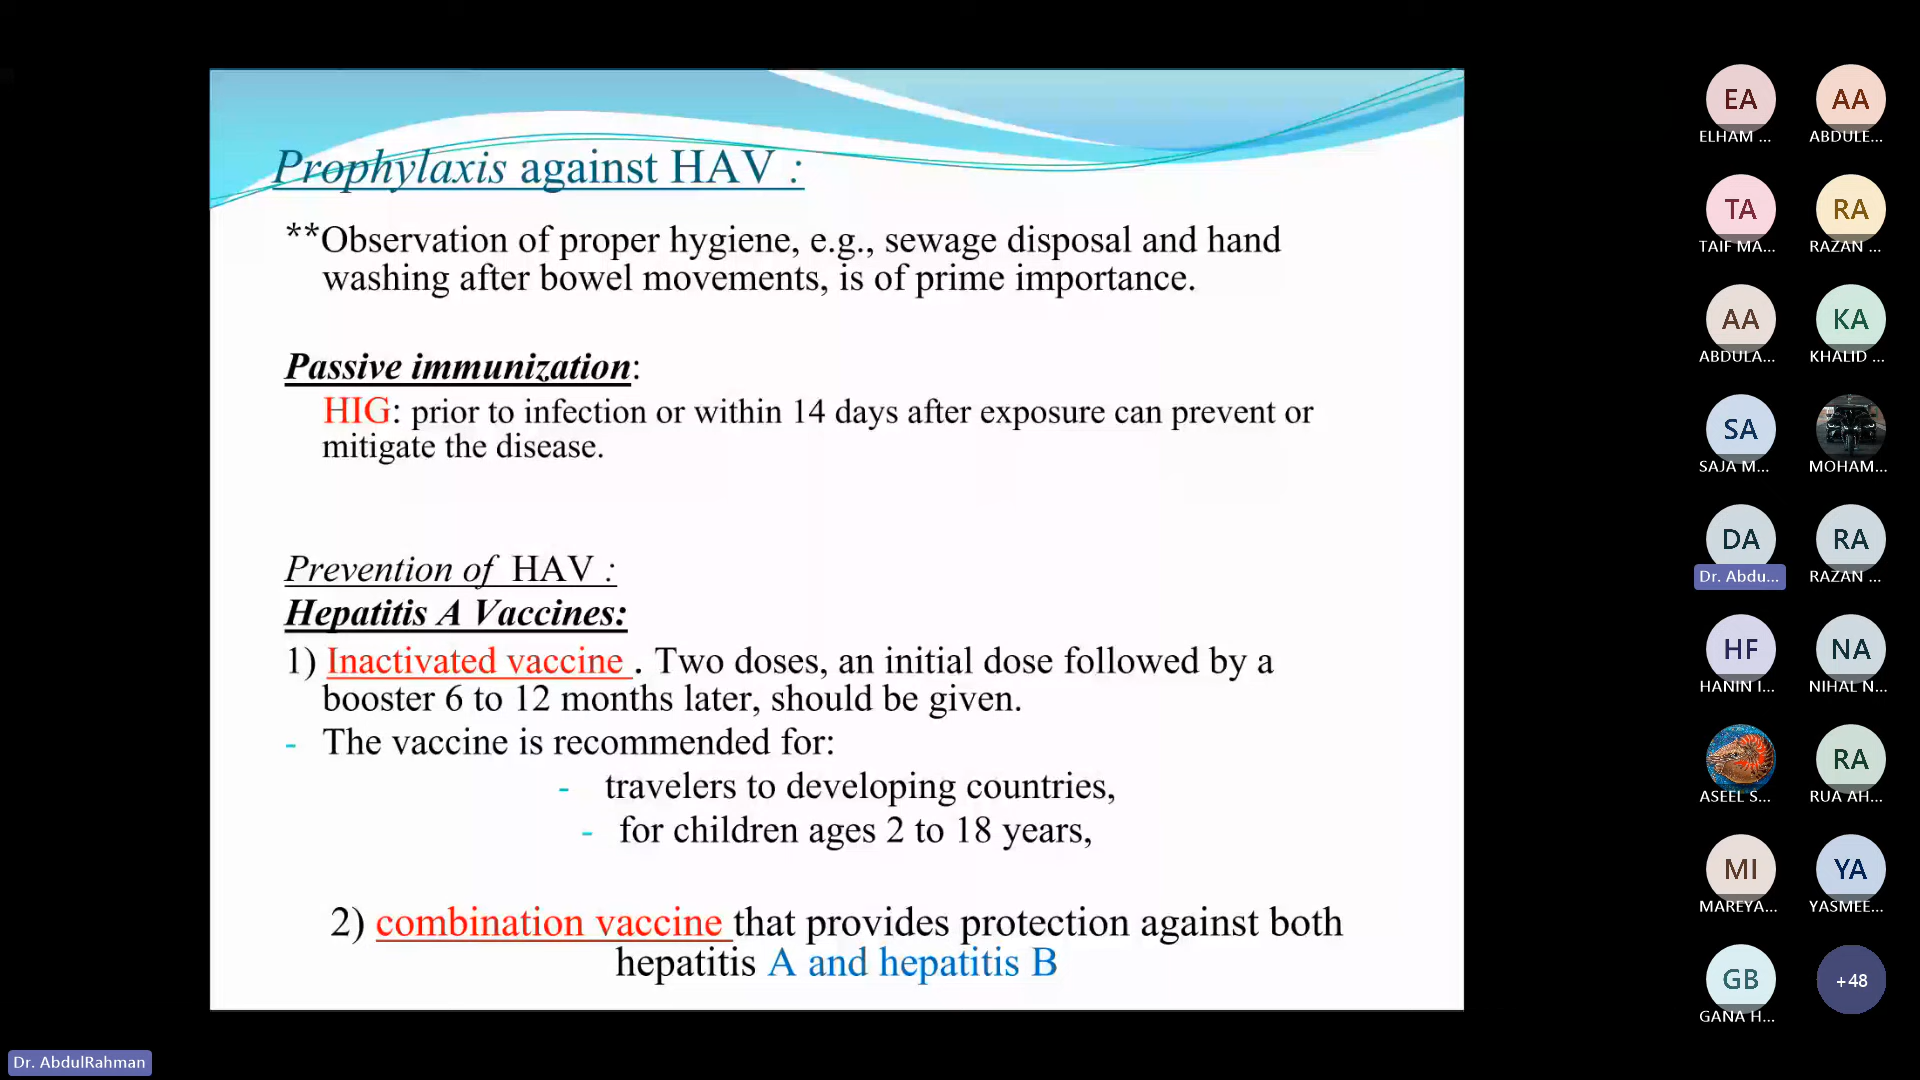 Prophylaxis against HAV :
**Observation of proper hygiene, e.g., sewage disposal and hand
washing after bowel movements, is of prime importance.
Passive immunization:
HIG: prior to infection or within 14 days after exposure can prevent or
mitigate the disease.
Prevention of HAV :
Hepatitis A Vaccines:
1) Inactivated vaccine . Two doses, an initial dose followed by a
booster 6 to 12 months later, should be given.
- The vaccine is recommended for:
- travelers to developing countries,
- for children ages 2 to 18 years,
2) combination vaccine that provides protection against both
hepatitis A and hepatitis B
EA AA
ELHAM ... ABDULE...
TA RA
TAIF MA... RAZAN ...
AA KA
ABDULA... KHALID ...
SA
SAJA M... MOHAM...
DA RA
Dr. Abdu... RAZAN ...
HF NA
HANIN I... NIHAL N...
RA
ASEEL S... RUA AH...
MI YA
MAREYA... YASMEE...
GB +48
GANA H...
Dr. AbdulRahman